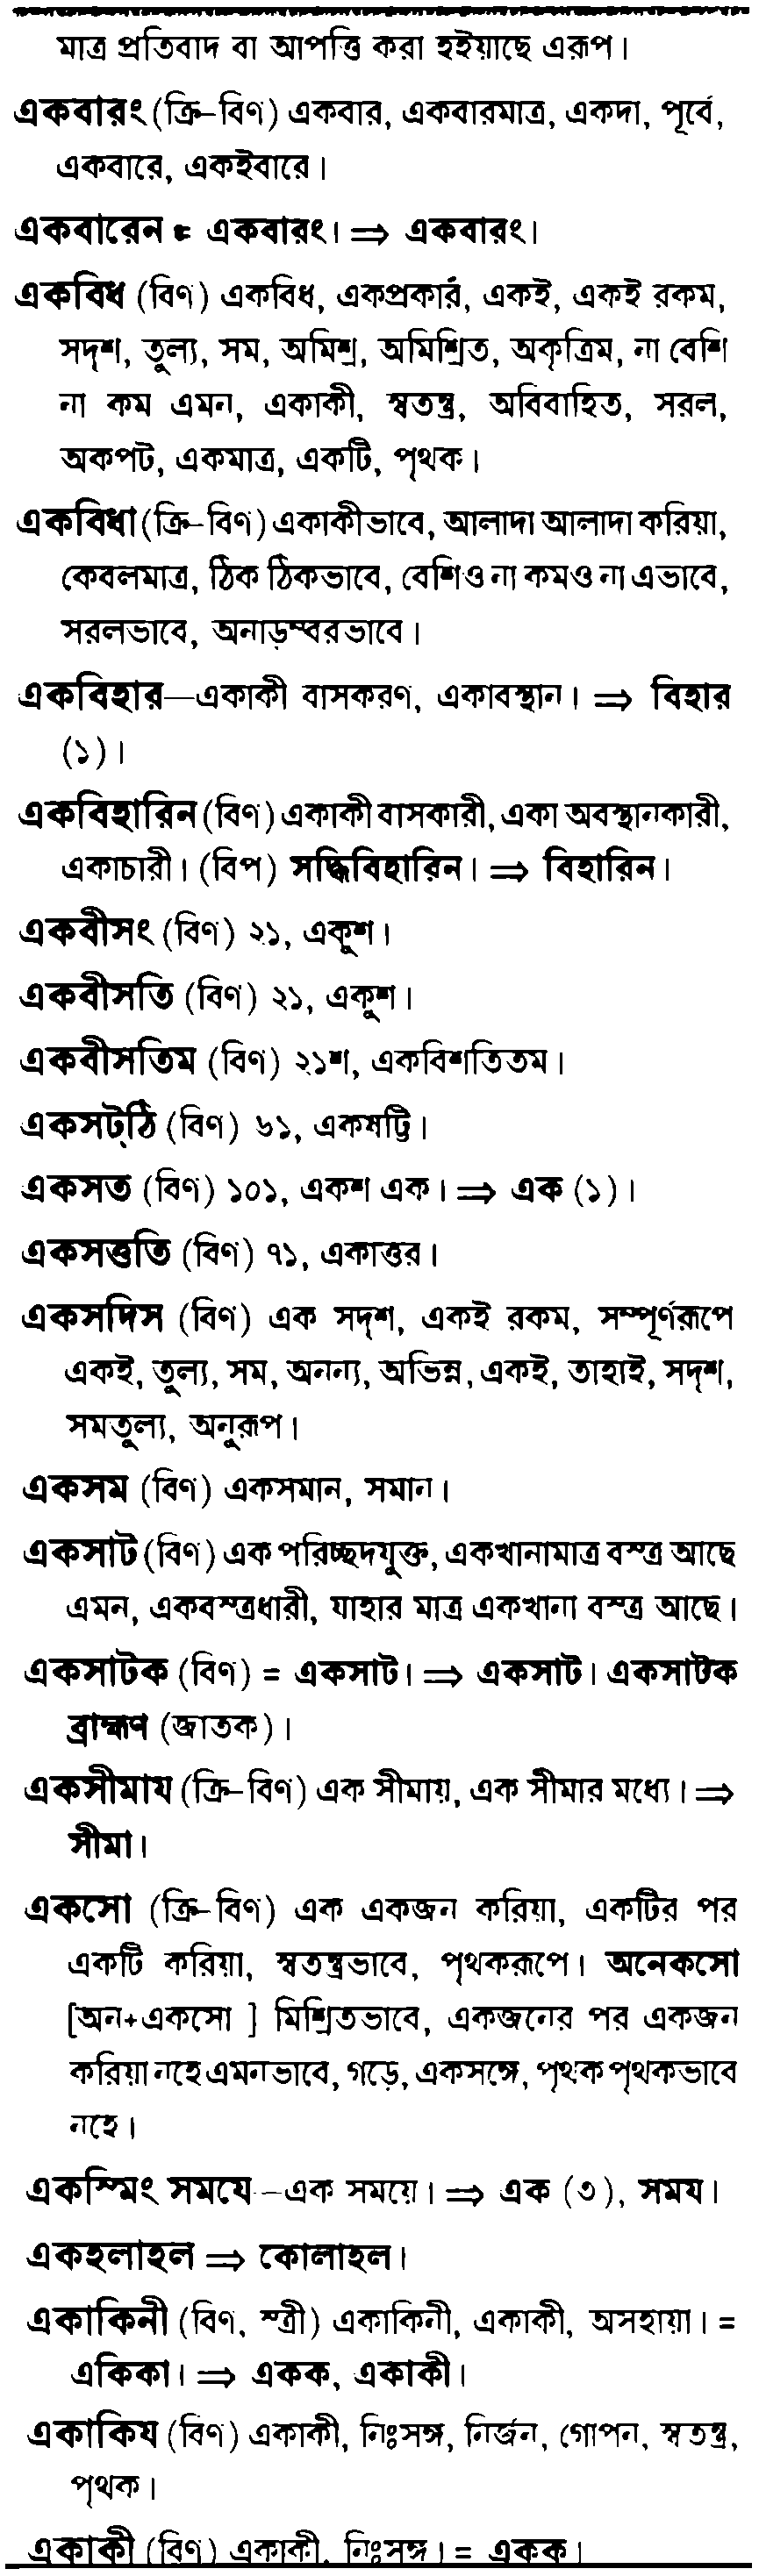 মাত্র প্রতিবাদ বা আপত্তি করা হইয়াছে এরূপ।
একবারং (ক্রি-বিণ) একবার, একবারমাত্র, একদা, পূর্বে,
একবারে, একইবারে।
একবারেন = একবারং। ⇒ একবারং।
একবিধ (বিণ) একবিধ, একপ্রকার, একই, একই রকম,
সদৃশ, তুল্য, সম, অমিশ্র, অমিশ্রিত, অকৃত্রিম, না বেশি
না কম এমন, একাকী, স্বতন্ত্র, অবিবাহিত, সরল,
অকপট, একমাত্র, একটি, পৃথক।
একবিধা (ক্রি-বিণ) একাকীভাবে, আলাদা আলাদা করিয়া,
কেবলমাত্র, ঠিক ঠিকভাবে, বেশিও না কমও না এভাবে,
সরলভাবে, অনাড়ম্বরভাবে।
একবিহার—একাকী বাসকরণ, একাবস্থান। ⇒ বিহার
(১)।
একবিহারিন (বিণ) একাকী বাসকারী, একা অবস্থানকারী,
একাচারী। (বিপ) সদ্ধিবিহারিন। ⇒ বিহারিন।
একবীসং (বিণ) ২১, একুশ।
একবীসতি (বিণ) ২১, একুশ।
একবীসতিম (বিণ) ২১শ, একবিশতিতম।
একসট্ঠি (বিণ) ৬১, একষট্টি।
একসত (বিণ) ১০১, একশ এক। ⇒ এক (১)।
একসত্ততি (বিণ) ৭১, একাত্তর।
একসদিস (বিণ) এক সদৃশ, একই রকম, সম্পূর্ণরূপে
একই, তুল্য, সম, অনন্য, অভিন্ন, একই, তাহাই, সদৃশ,
সমতুল্য, অনুরূপ।
একসম (বিণ) একসমান, সমান।
একসাট (বিণ) এক পরিচ্ছদযুক্ত, একখানামাত্র বস্ত্র আছে
এমন, একবস্ত্রধারী, যাহার মাত্র একখানা বস্ত্র আছে।
একসাটক (বিণ) = একসাট। ⇒ একসাট। একসাটক
ব্রাহ্মণ (জাতক)।
একসীমায (ক্রি-বিণ) এক সীমায়, এক সীমার মধ্যে। ⇒
সীমা।
একসো (ক্রি-বিণ) এক একজন করিয়া, একটির পর
একটি করিয়া, স্বতন্ত্রভাবে, পৃথকরূপে। অনেকসো
[অন+একসো ] মিশ্রিতভাবে, একজনের পর একজন
করিয়া নহে এমনভাবে, গড়ে, একসঙ্গে, পৃথক পৃথকভাবে
নহে।
একস্মিং সমযে—এক সময়ে। ⇒ এক (৩), সময।
একহলাহল ⇒ কোলাহল।
একাকিনী (বিণ, স্ত্রী) একাকিনী, একাকী, অসহায়া। =
একিকা। ⇒ একক, একাকী।
একাকিয (বিণ) একাকী, নিঃসঙ্গ, নির্জন, গোপন, স্বতন্ত্র,
পৃথক।
একাকী (বিণ) একাকী, নিঃসঙ্গ। = একক।